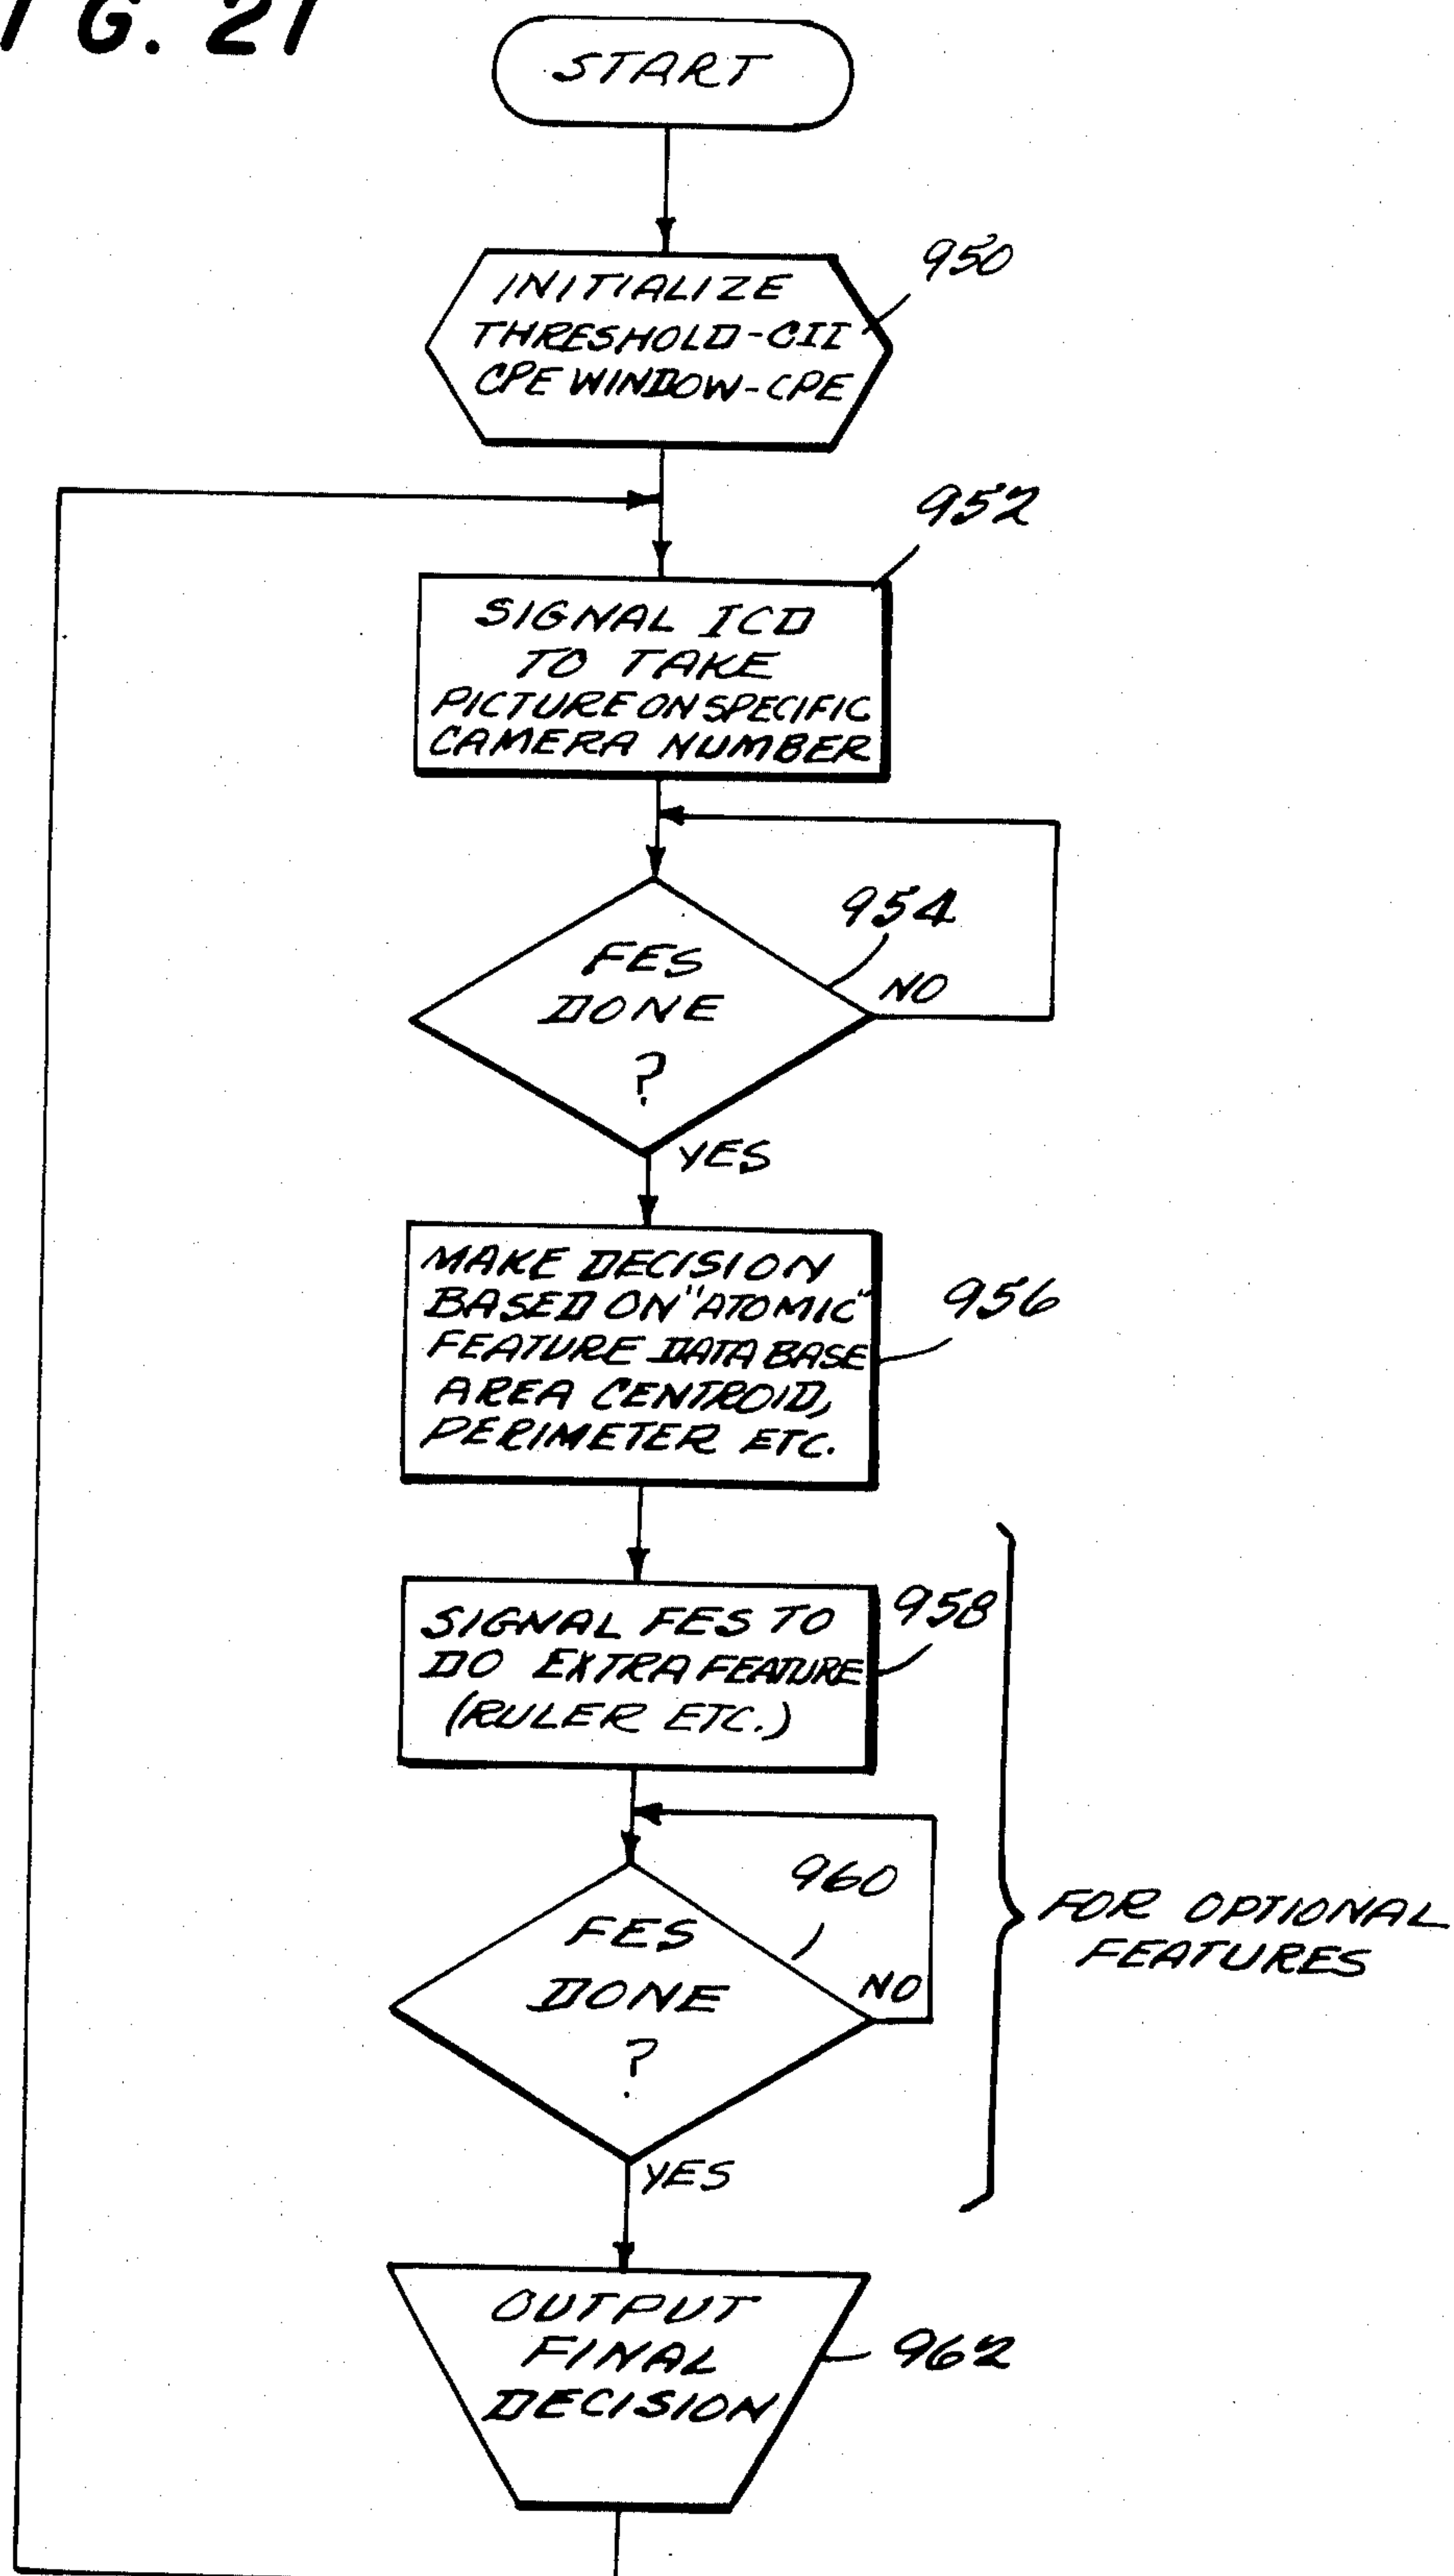 IG. 21
START
950
INITIALIZE
THRESHOLD-CII
CPE WINDOW-CPE
952
SIGNAL ICD
TO TAKE
PICTURE ON SPECIFIC
CAMERA NUMBER
954
FES
DONE
?
NO
YES
MAKE DECISION
BASED ON "ATOMIC"
FEATURE DATA BASE
AREA CENTROID,
PERIMETER ETC.
956
SIGNAL FES TO
DO EXTRA FEATURE
(RULER ETC.)
958
960
FES
DONE
?
NO
YES
FOR OPTIONAL
FEATURES
OUTPUT
FINAL
DECISION
962